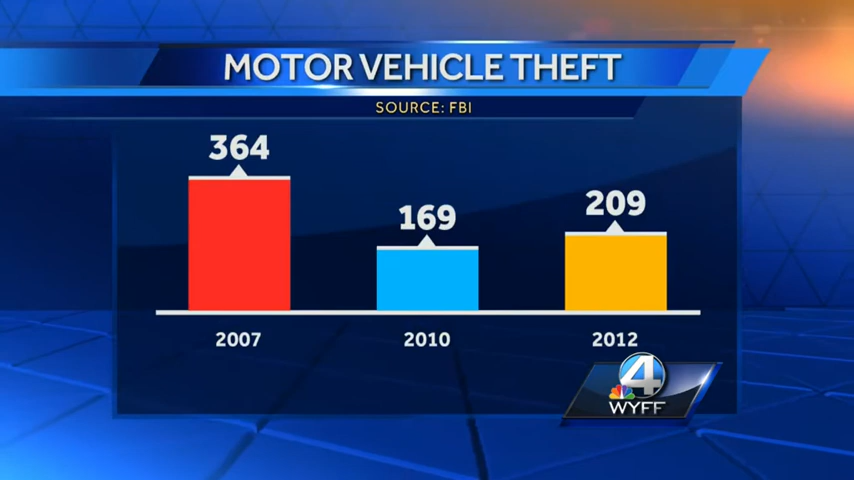 MOTOR VEHICLE THEFT
SOURCE: FBI
364
169
209
2007
2010
2012
4
WYFF